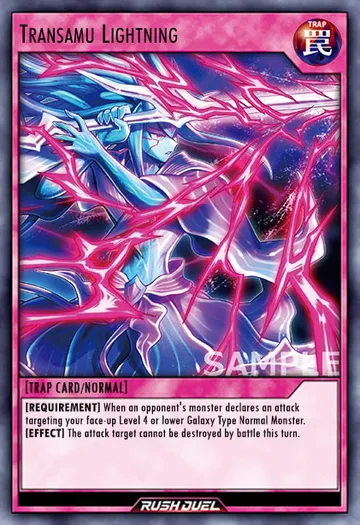 TRANSAMU LIGHTNING
TRAP
罠
SAMPLE
[TRAP CARD/NORMAL]
[REQUIREMENT] When an opponent's monster declares an attack
targeting your face-up Level 4 or lower Galaxy Type Normal Monster.
[EFFECT] The attack target cannot be destroyed by battle this turn.
RUSH DUEL